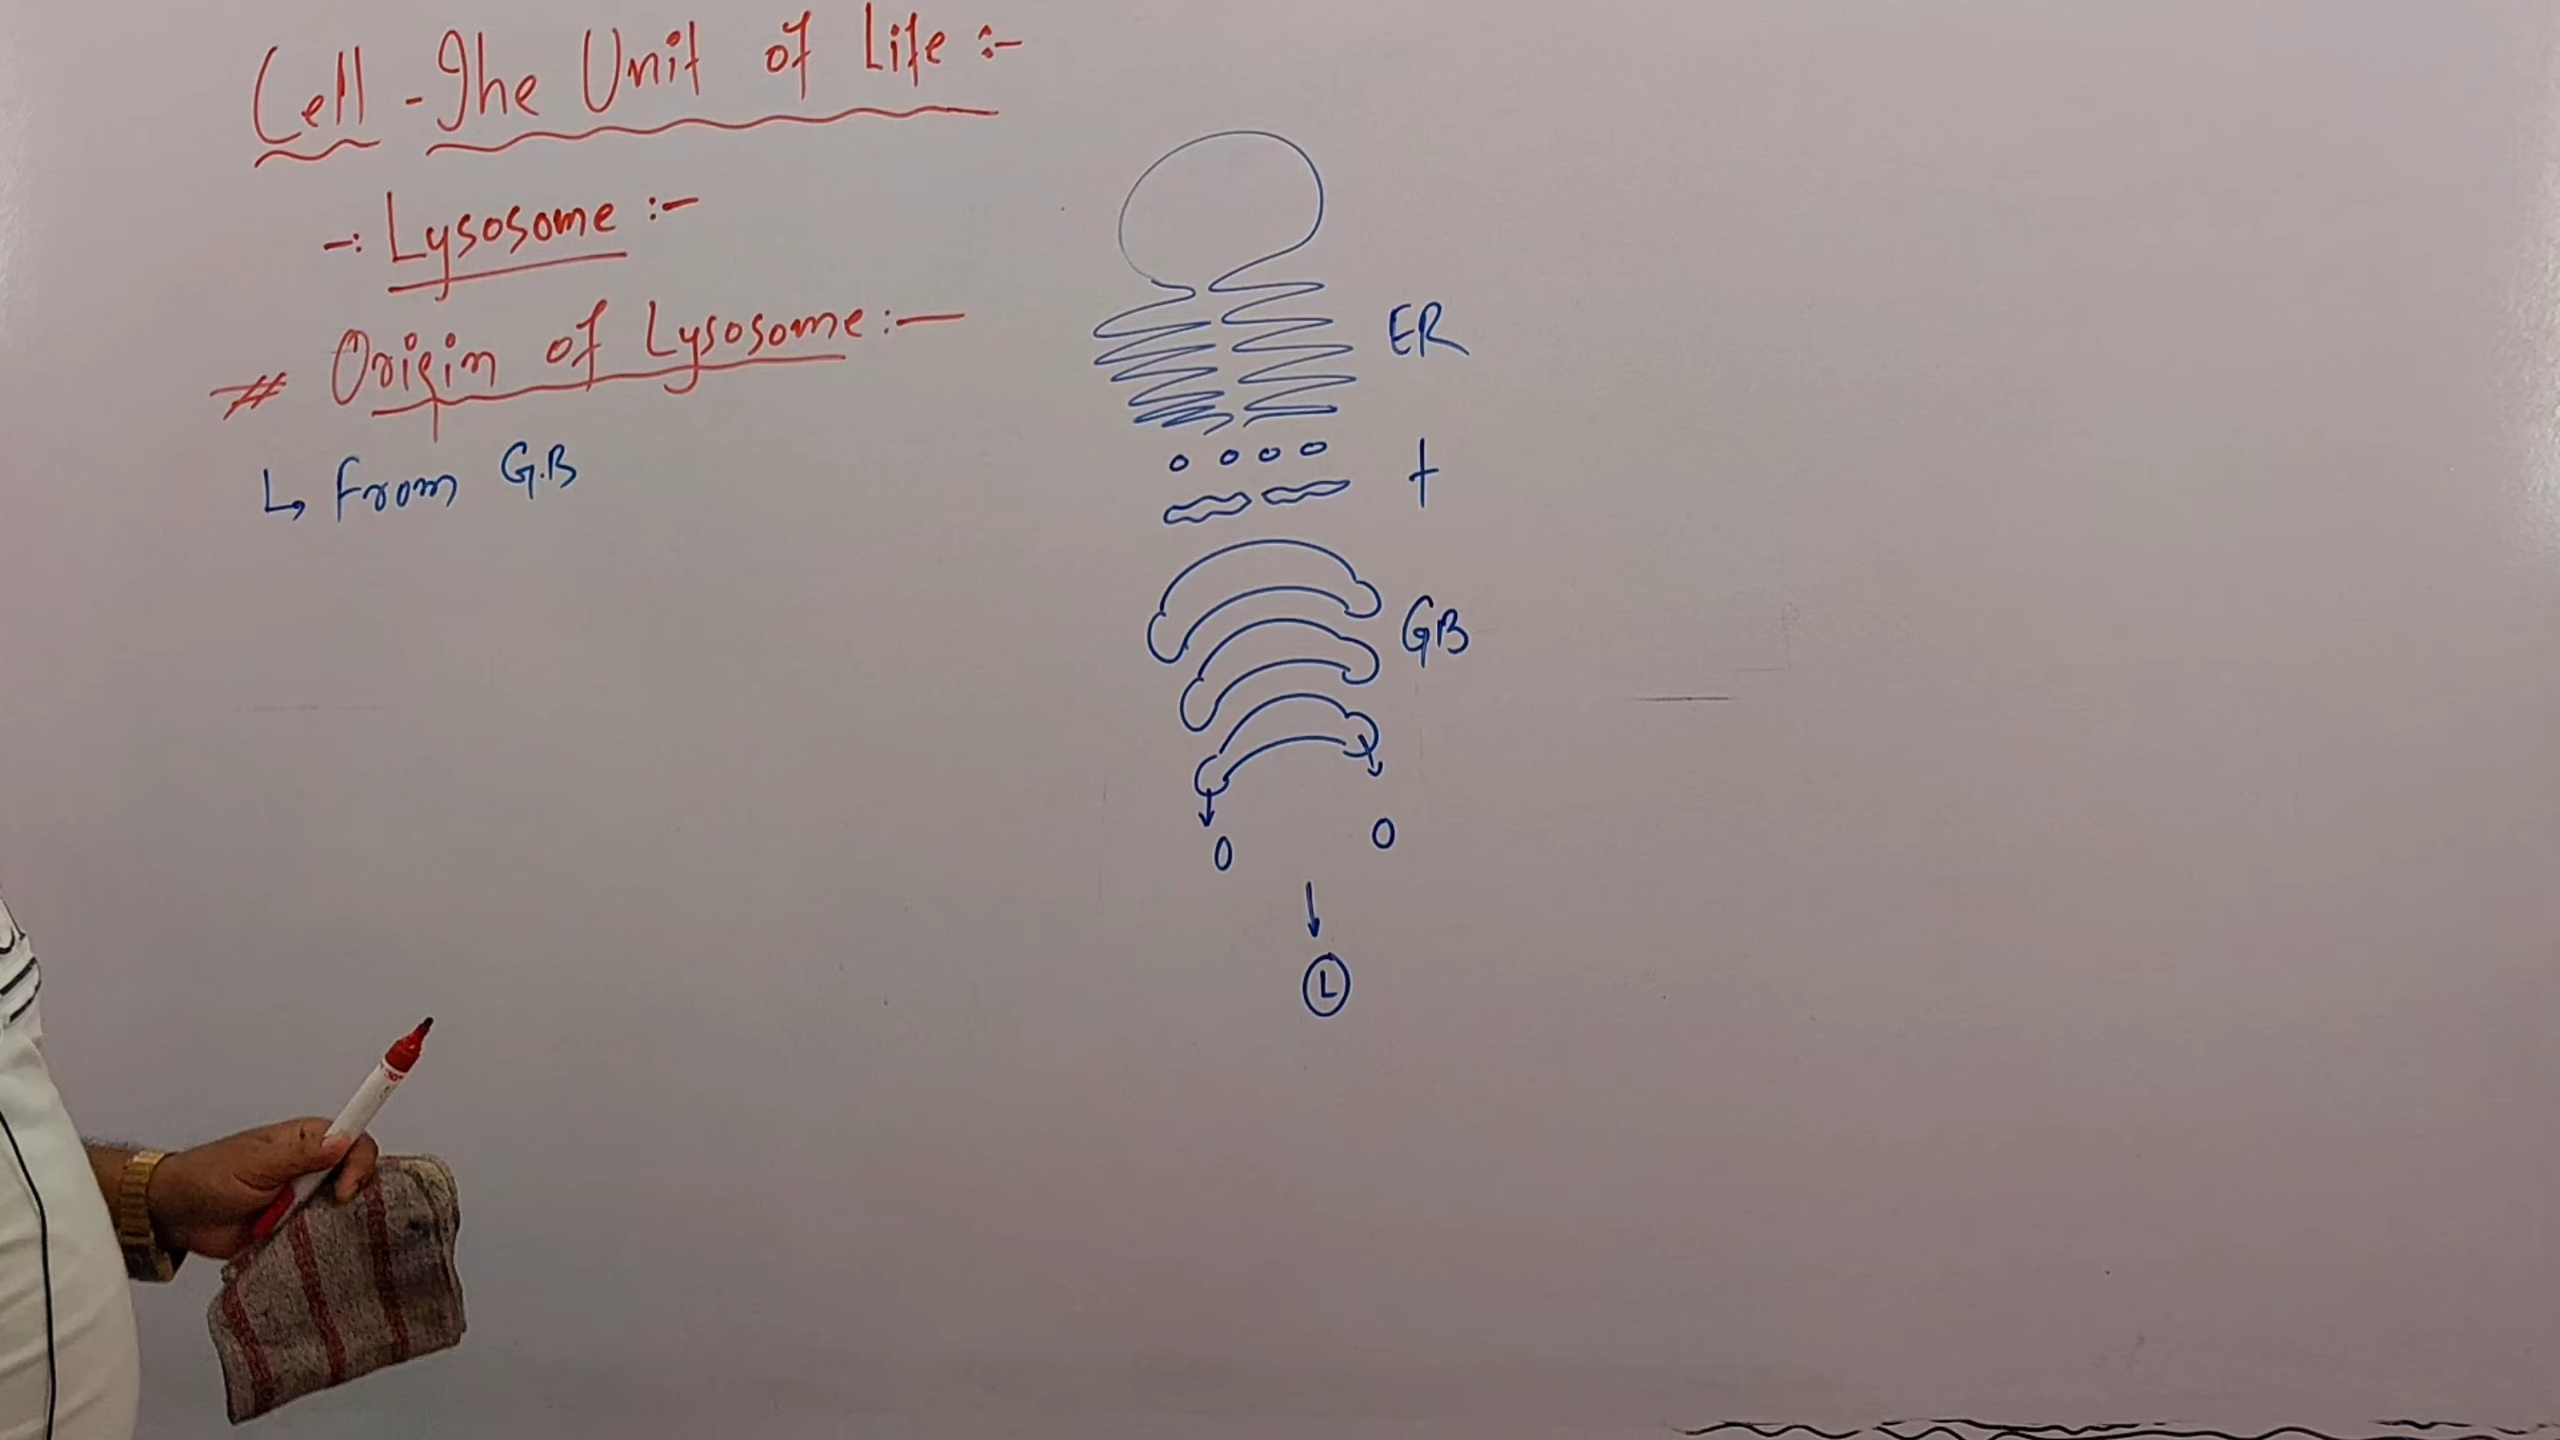 Cell - The Unit of Life :-
-: Lysosome :-
# Origin of Lysosome :-
↳ From G.B
ER
+
GB
L